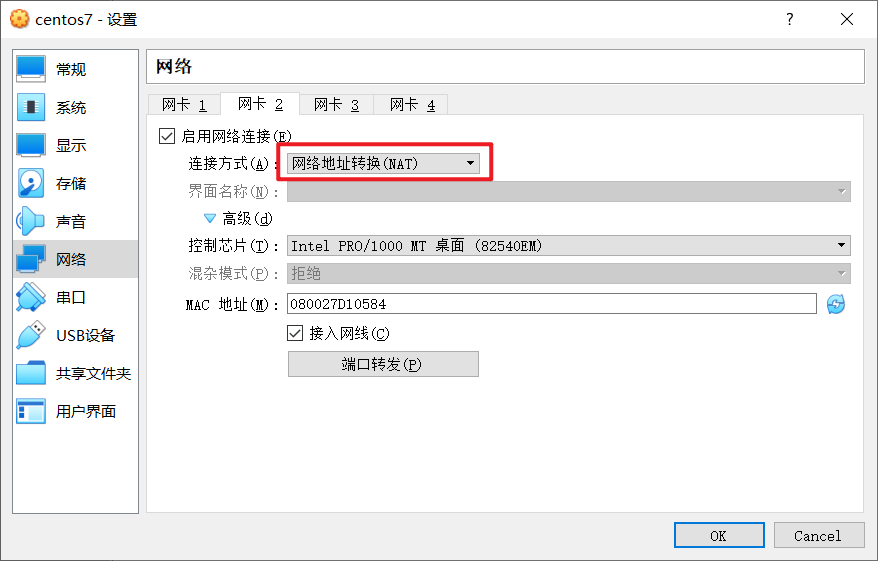 centos7 - 设置
?
常规
系统
显示
存储
声音
网络
串口
USB设备
共享文件夹
用户界面
网络
网卡 1 网卡 2 网卡 3 网卡 4
启用网络连接(E)
连接方式(A): 网络地址转换(NAT)
界面名称(N):
高级(d)
控制芯片(T): Intel PRO/1000 MT 桌面 (82540EM)
混杂模式(P): 拒绝
MAC 地址(M): 080027D10584
接入网线(C)
端口转发(P)
OK Cancel